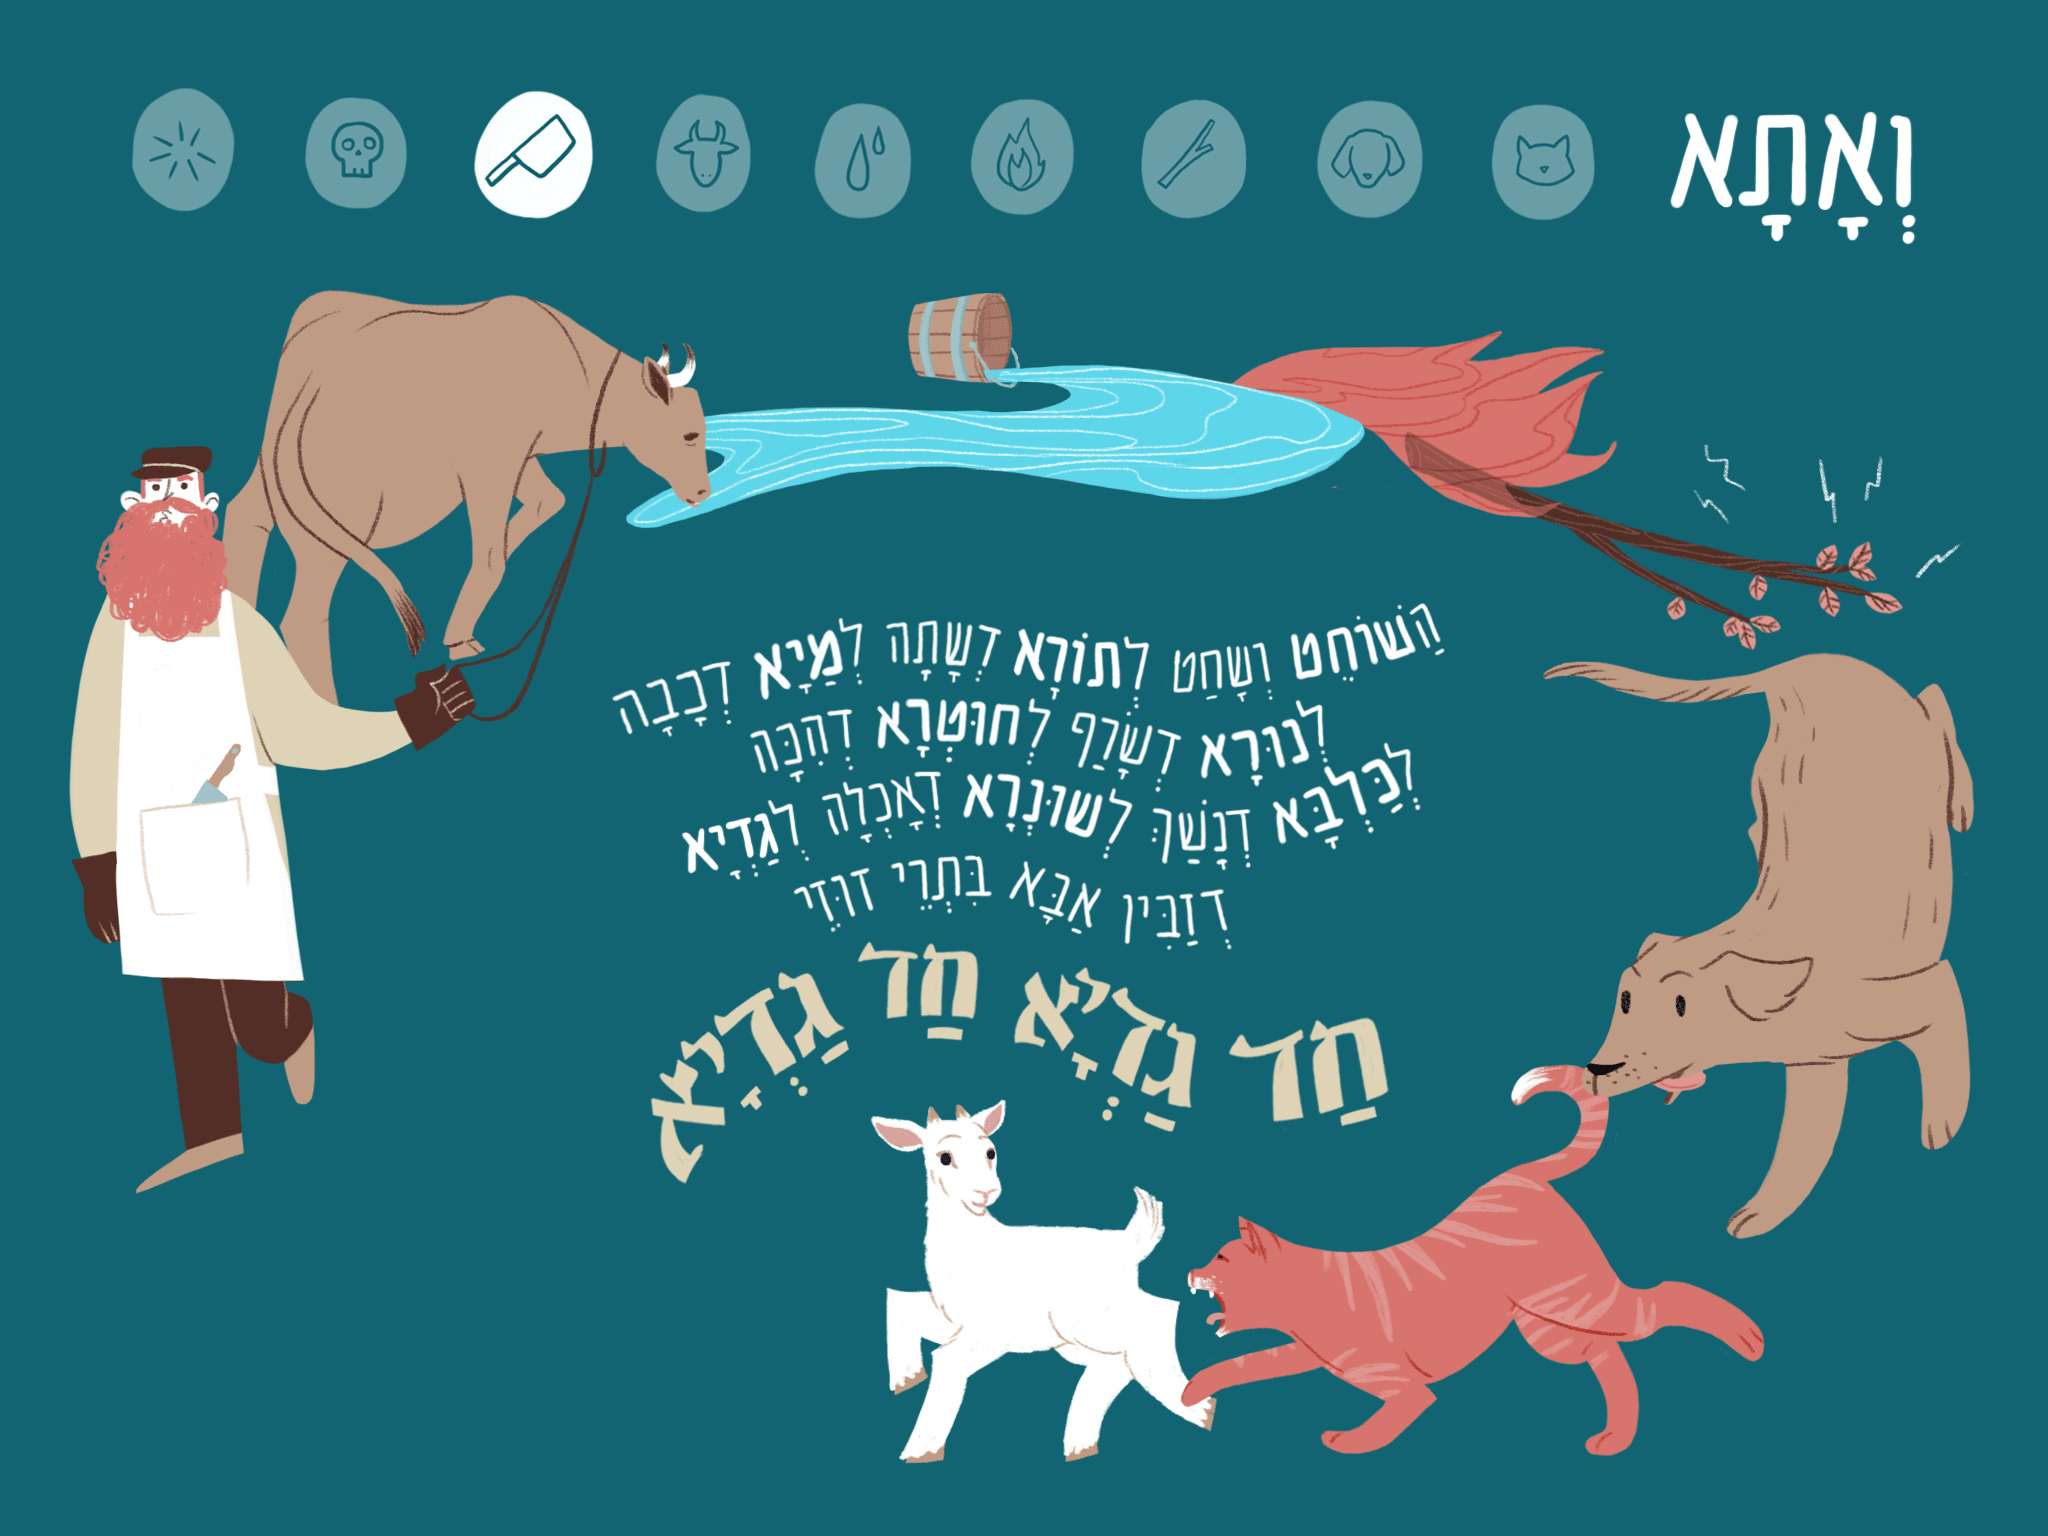 וְאָתָא
הַשׁוֹחֵט וְשָׁחַט לְתוֹרָא דְשָׁתָה לְמַיָא דְכָבָה
לְנוּרָא דְשָׂרַף לְחוּטְרָא דְהִכָּה
לְכַּלְבָּא דְנָשַׁךְ לְשׁוּנְרָא דְאָכְלָה לְגַדְיָא
דְזַבִּין אַבָּא בִּתְרֵי זוּזֵי
חַד גַּדְיָא חַד גַּדְיָא